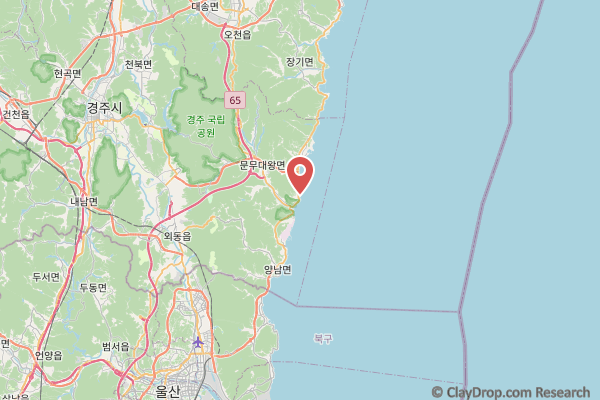 대송면
오천읍
현곡면
천북면
장기면
65
건천읍
경주시
경주 국립
공원
문무대왕면
내남면
외동읍
두서면
두동면
양남면
북구
범서읍
언양읍
울산
© ClayDrop.com Research